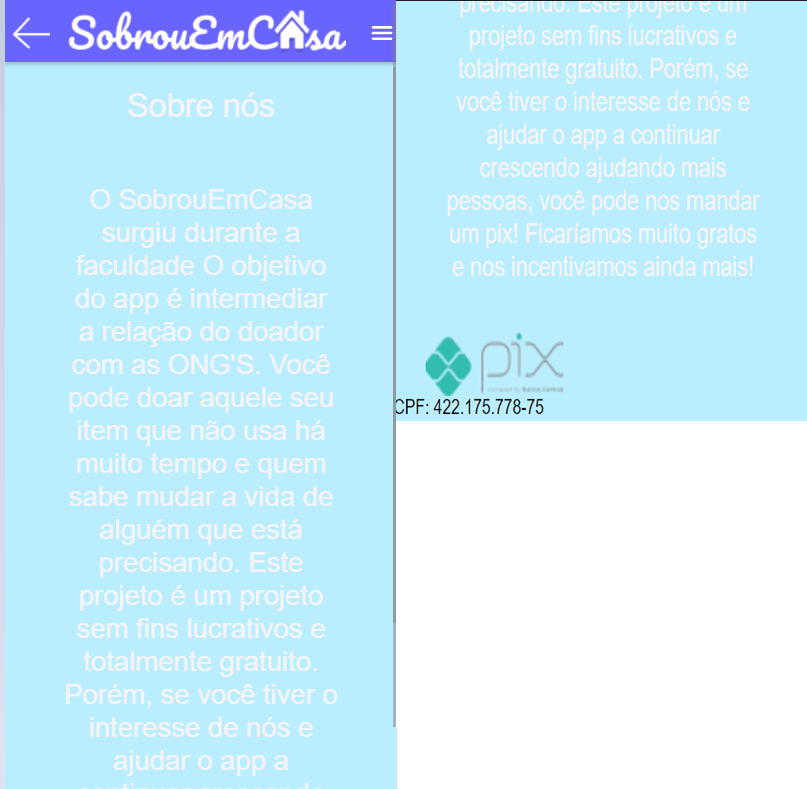 SobrouEmCasa
Sobre nós
O SobrouEmCasa
surgiu durante a
faculdade O objetivo
do app é intermediar
a relação do doador
com as ONG'S. Você
pode doar aquele seu
item que não usa há
muito tempo e quem
sabe mudar a vida de
alguém que está
precisando. Este
projeto é um projeto
sem fins lucrativos e
totalmente gratuito.
Porém, se você tiver o
interesse de nós e
ajudar o app a
continuar crescendo
precisando. Este projeto é um
projeto sem fins lucrativos e
totalmente gratuito. Porém, se
você tiver o interesse de nós e
ajudar o app a continuar
crescendo ajudando mais
pessoas, você pode nos mandar
um pix! Ficaríamos muito gratos
e nos incentivamos ainda mais!
pix
powered by Banco Central
CPF: 422.175.778-75